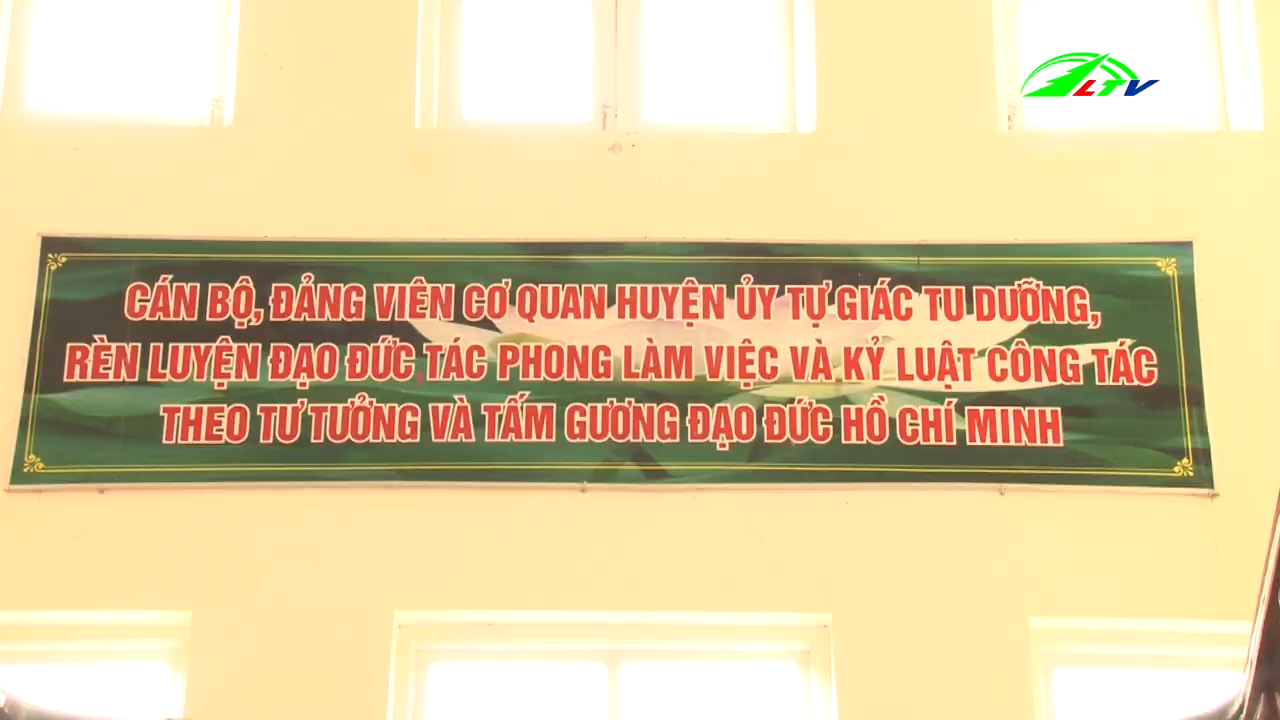 LTV
CÁN BỘ, ĐẢNG VIÊN CƠ QUAN HUYỆN ỦY TỰ GIÁC TU DƯỠNG,
RÈN LUYỆN ĐẠO ĐỨC, TÁC PHONG LÀM VIỆC VÀ KỶ LUẬT CÔNG TÁC
THEO TƯ TƯỞNG VÀ TẤM GƯƠNG ĐẠO ĐỨC HỒ CHÍ MINH